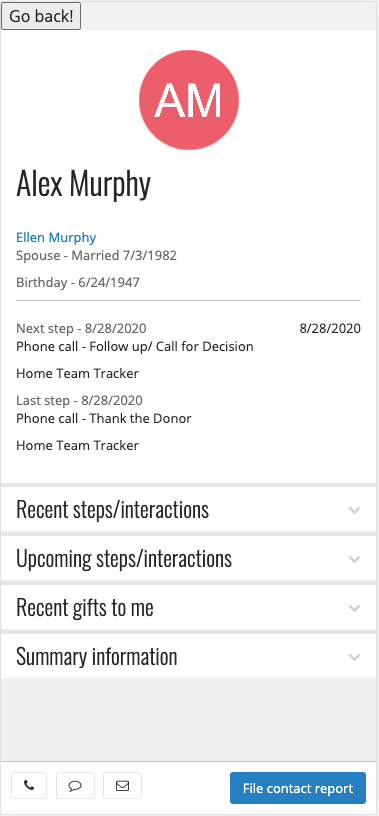 Go back!
AM
Alex Murphy
Ellen Murphy
Spouse - Married 7/3/1982
Birthday - 6/24/1947
Next step - 8/28/2020 8/28/2020
Phone call - Follow up/ Call for Decision
Home Team Tracker
Last step - 8/28/2020
Phone call - Thank the Donor
Home Team Tracker
Recent steps/interactions
Upcoming steps/interactions
Recent gifts to me
Summary information
File contact report